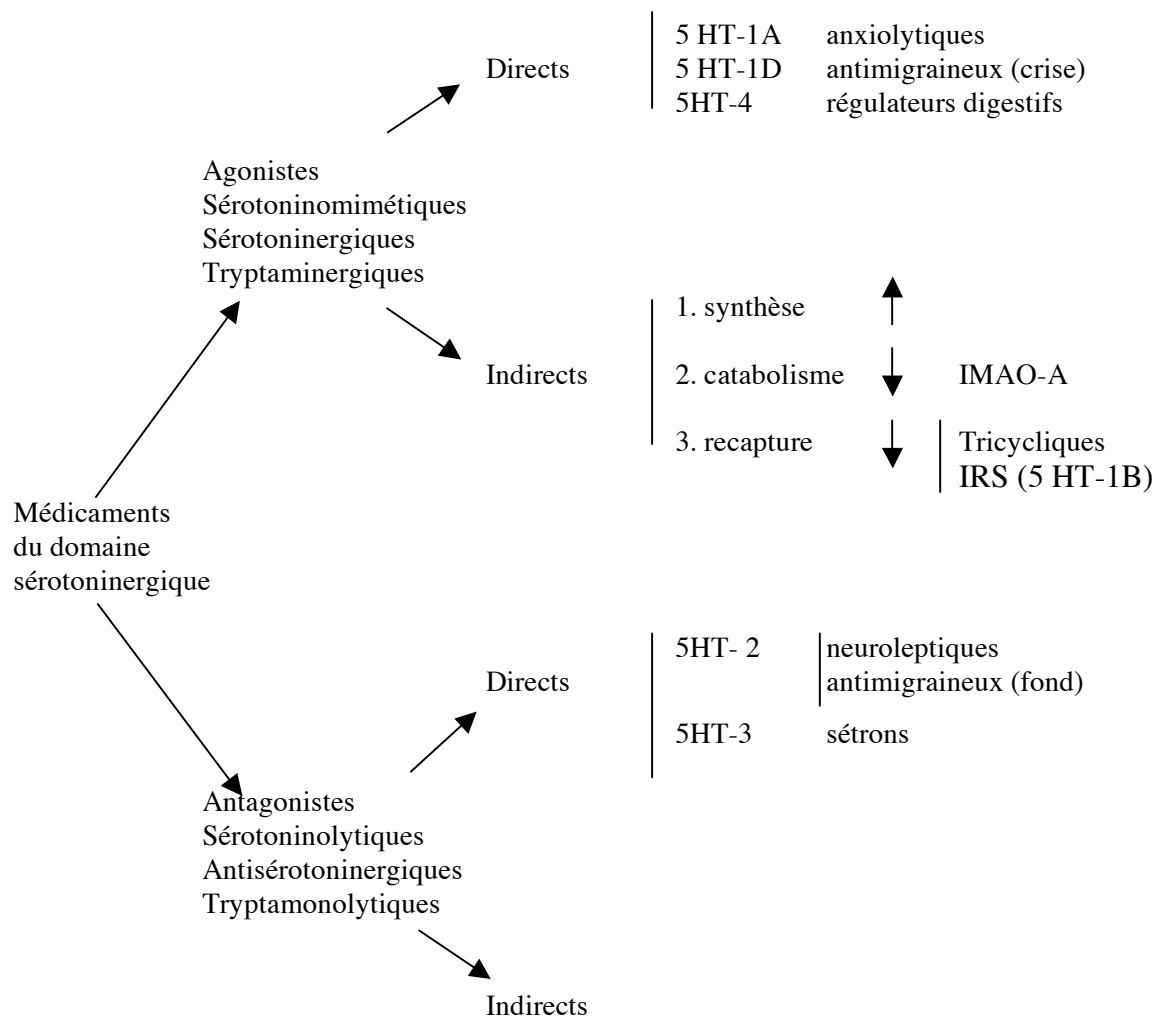 5 HT-1A anxiolytiques
Directs 5 HT-1D antimigraineux (crise)
5HT-4 régulateurs digestifs
Agonistes
Sérotoninomimétiques
Sérotoninergiques
Tryptaminergiques
1. synthèse
Indirects 2. catabolisme IMAO-A
3. recapture Tricycliques
IRS (5 HT-1B)
Médicaments
du domaine
sérotoninergique
5HT- 2 neuroleptiques
Directs antimigraineux (fond)
5HT-3 sétrons
Antagonistes
Sérotoninolytiques
Antisérotoninergiques
Tryptamonolytiques
Indirects